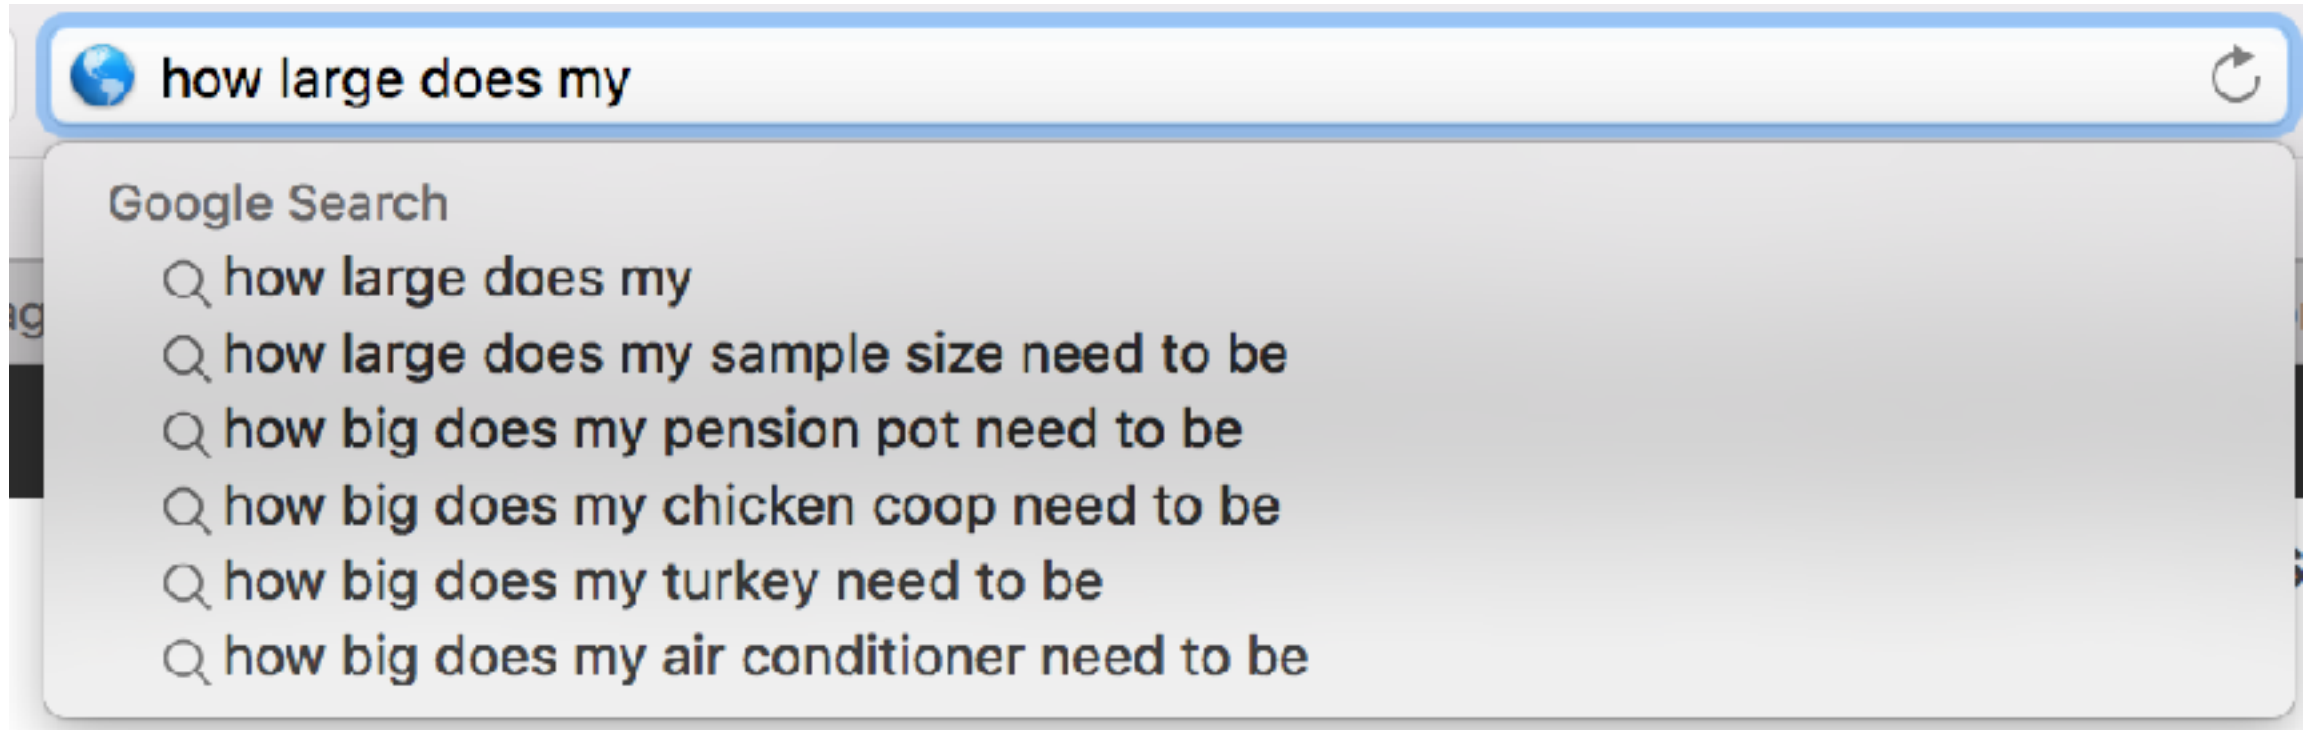 how large does my
Google Search
how large does my
how large does my sample size need to be
how big does my pension pot need to be
how big does my chicken coop need to be
how big does my turkey need to be
how big does my air conditioner need to be